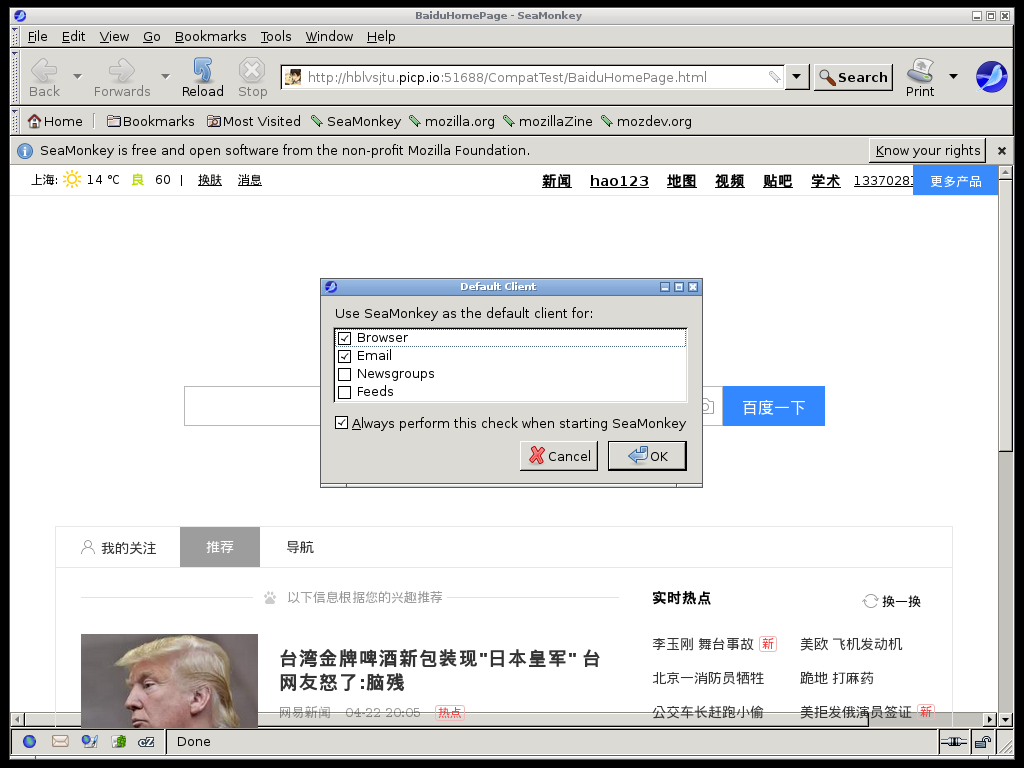 BaiduHomePage - SeaMonkey
File Edit View Go Bookmarks Tools Window Help
Back Forwards Reload Stop http://hblvsjtu.picp.io:51688/CompatTest/BaiduHomePage.html Search Print
Home Bookmarks Most Visited SeaMonkey mozilla.org mozillaZine mozdev.org
SeaMonkey is free and open software from the non-profit Mozilla Foundation. Know your rights
上海: 14 ℃ 良 60 | 换肤 消息 新闻 hao123 地图 视频 贴吧 学术 1337028 更多产品
Default Client
Use SeaMonkey as the default client for:
Browser
Email
Newsgroups
Feeds
百度一下
Always perform this check when starting SeaMonkey
Cancel OK
我的关注 推荐 导航
以下信息根据您的兴趣推荐
实时热点 换一换
台湾金牌啤酒新包装现"日本皇军" 台
网友怒了:脑残
网易新闻 04-22 20:05 热点
李玉刚 舞台事故 新 美欧 飞机发动机
北京一消防员牺牲 跪地 打麻药
公交车长赶跑小偷 美拒发俄演员签证 新
Done